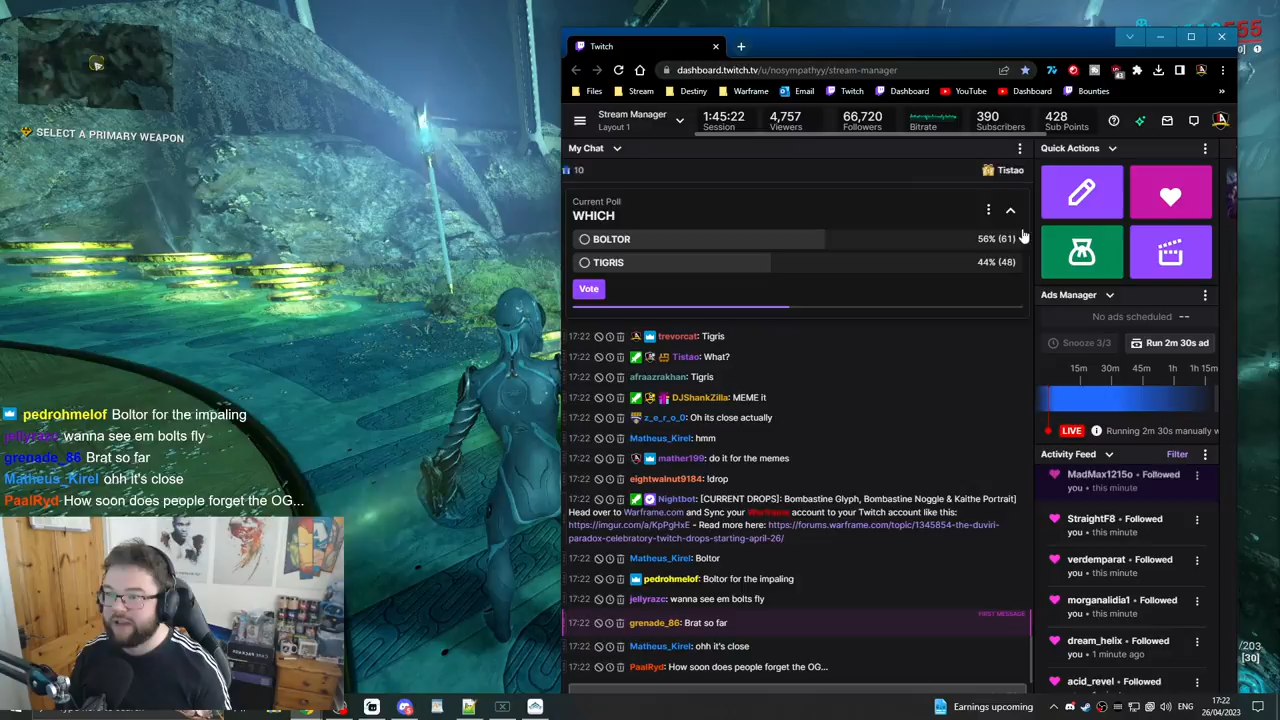 SELECT A PRIMARY WEAPON
Twitch
dashboard.twitch.tv/u/nosympathyy/stream-manager
Files Stream Destiny Warframe Email Twitch Dashboard YouTube Dashboard Bounties
Stream Manager
Layout 1
1:45:22 4,757 66,720 390 428
Session Viewers Followers Bitrate Subscribers Sub Points
My Chat
Quick Actions
10 Tistao
Current Poll
WHICH
BOLTOR 56% (61)
TIGRIS 44% (48)
Vote
Ads Manager
No ads scheduled --
Snooze 3/3 Run 2m 30s ad
15m 30m 45m 1h 1h 15m
LIVE Running 2m 30s manually w
Activity Feed Filter
MadMax1215o • Followed
you • this minute
StraightF8 • Followed
you • this minute
verdemparat • Followed
you • this minute
morganalidia1 • Followed
you • this minute
dream_helix • Followed
you • 1 minute ago
acid_revel • Followed
17:22 trevorcat: Tigris
17:22 Tistao: What?
17:22 afraazrakhan: Tigris
17:22 DJShankZilla: MEME it
17:22 z_e_r_o_0: Oh its close actually
17:22 Matheus_Kirel: hmm
17:22 mather199: do it for the memes
17:22 eightwalnut9184: !drop
17:22 Nightbot: [CURRENT DROPS]: Bombastine Glyph, Bombastine Noggle & Kaithe Portrait]
Head over to Warframe.com and Sync your Warframe account to your Twitch account like this:
https://imgur.com/a/KpPgHxE - Read more here: https://forums.warframe.com/topic/1345854-the-duviri-
paradox-celebratory-twitch-drops-starting-april-26/
17:22 Matheus_Kirel: Boltor
17:22 pedrohmelof: Boltor for the impaling
17:22 jellyrazc: wanna see em bolts fly
FIRST MESSAGE
17:22 grenade_86: Brat so far
17:22 Matheus_Kirel: ohh it's close
17:22 PaalRyd: How soon does people forget the OG...
pedrohmelof Boltor for the impaling
jellyrazc wanna see em bolts fly
grenade_86 Brat so far
Matheus_Kirel ohh it's close
PaalRyd How soon does people forget the OG...
/203
[30]
Earnings upcoming
ENG
17:22
26/04/2023